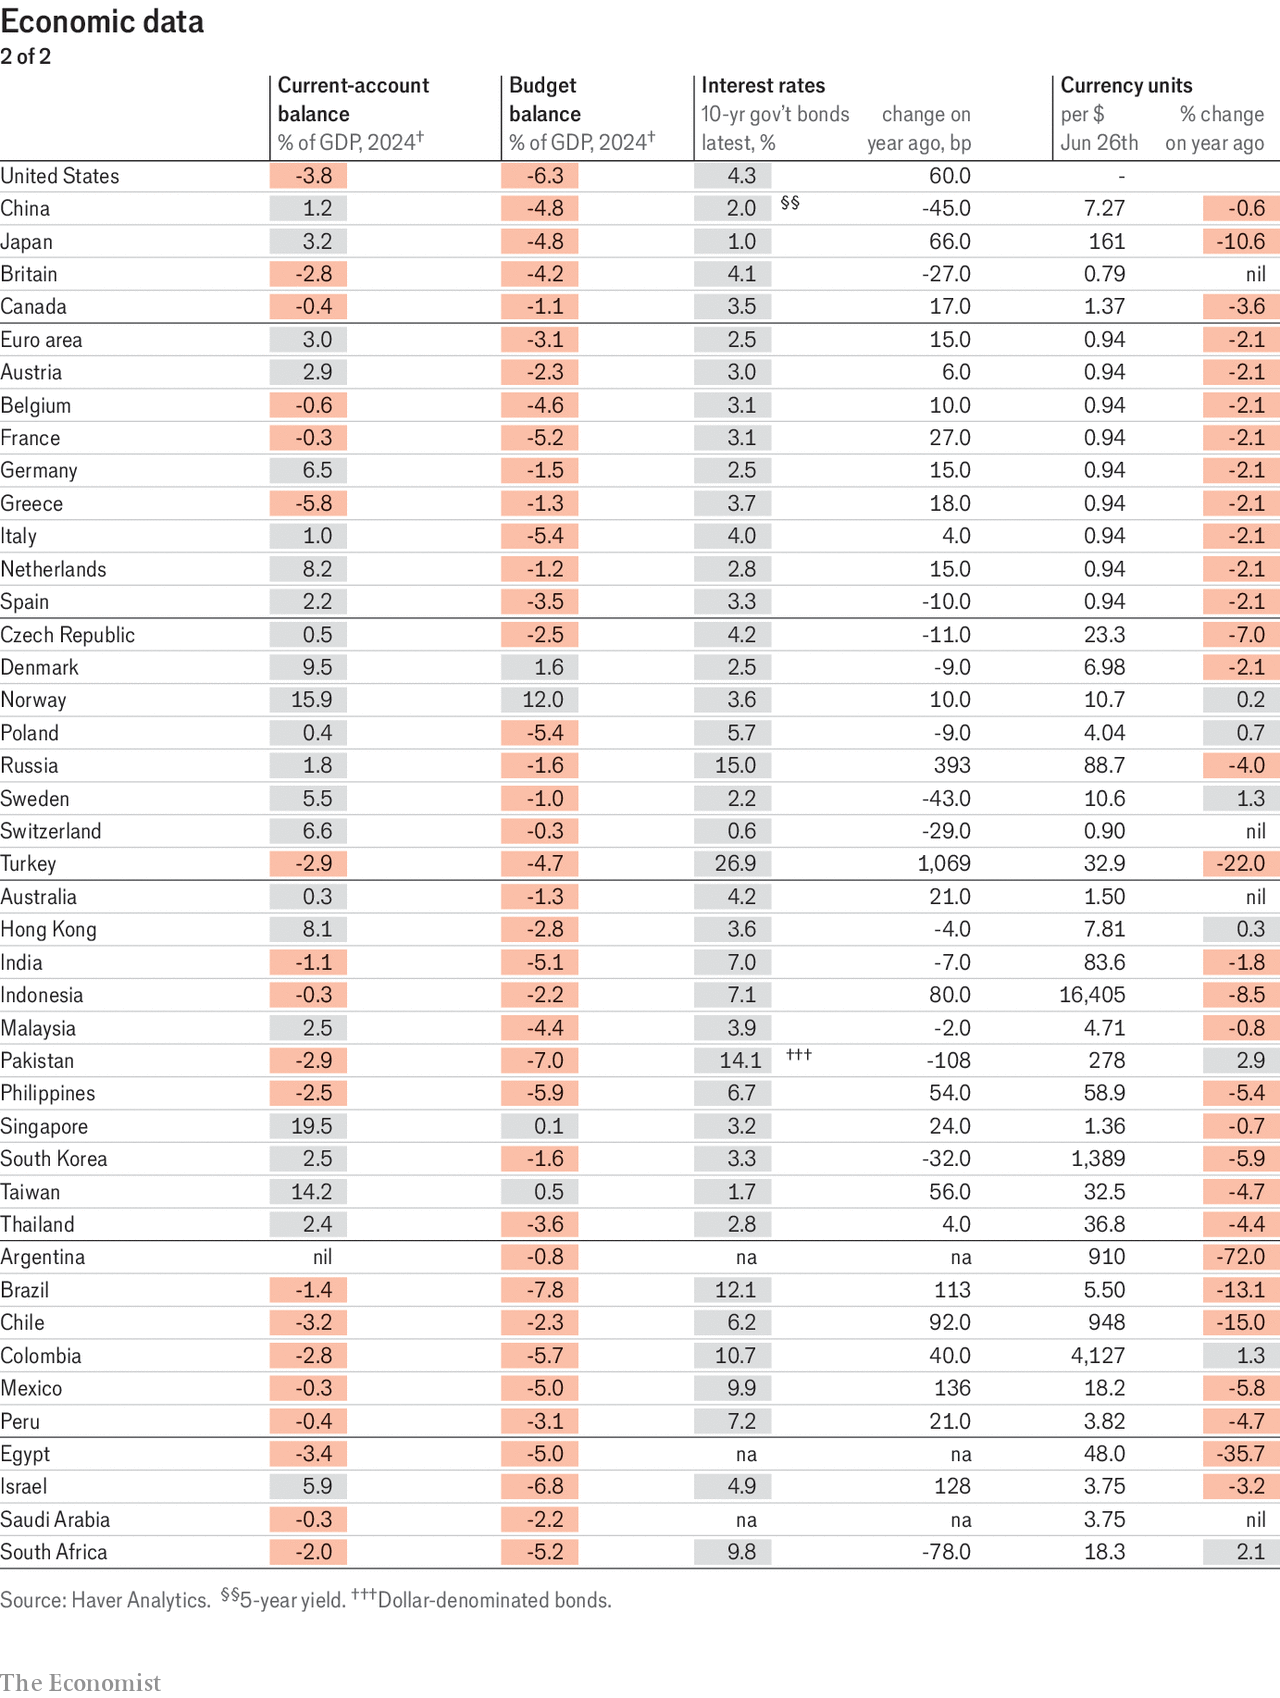 Economic data
2 of 2
Current-account Budget Interest rates Currency units
balance balance 10-yr gov't bonds change on per $ % change
% of GDP, 2024† % of GDP, 2024† latest, % year ago, bp Jun 26th on year ago
United States -3.8 -6.3 4.3 60.0 -
China 1.2 -4.8 2.0 §§ -45.0 7.27 -0.6
Japan 3.2 -4.8 1.0 66.0 161 -10.6
Britain -2.8 -4.2 4.1 -27.0 0.79 nil
Canada -0.4 -1.1 3.5 17.0 1.37 -3.6
Euro area 3.0 -3.1 2.5 15.0 0.94 -2.1
Austria 2.9 -2.3 3.0 6.0 0.94 -2.1
Belgium -0.6 -4.6 3.1 10.0 0.94 -2.1
France -0.3 -5.2 3.1 27.0 0.94 -2.1
Germany 6.5 -1.5 2.5 15.0 0.94 -2.1
Greece -5.8 -1.3 3.7 18.0 0.94 -2.1
Italy 1.0 -5.4 4.0 4.0 0.94 -2.1
Netherlands 8.2 -1.2 2.8 15.0 0.94 -2.1
Spain 2.2 -3.5 3.3 -10.0 0.94 -2.1
Czech Republic 0.5 -2.5 4.2 -11.0 23.3 -7.0
Denmark 9.5 1.6 2.5 -9.0 6.98 -2.1
Norway 15.9 12.0 3.6 10.0 10.7 0.2
Poland 0.4 -5.4 5.7 -9.0 4.04 0.7
Russia 1.8 -1.6 15.0 393 88.7 -4.0
Sweden 5.5 -1.0 2.2 -43.0 10.6 1.3
Switzerland 6.6 -0.3 0.6 -29.0 0.90 nil
Turkey -2.9 -4.7 26.9 1,069 32.9 -22.0
Australia 0.3 -1.3 4.2 21.0 1.50 nil
Hong Kong 8.1 -2.8 3.6 -4.0 7.81 0.3
India -1.1 -5.1 7.0 -7.0 83.6 -1.8
Indonesia -0.3 -2.2 7.1 80.0 16,405 -8.5
Malaysia 2.5 -4.4 3.9 -2.0 4.71 -0.8
Pakistan -2.9 -7.0 14.1 ††† -108 278 2.9
Philippines -2.5 -5.9 6.7 54.0 58.9 -5.4
Singapore 19.5 0.1 3.2 24.0 1.36 -0.7
South Korea 2.5 -1.6 3.3 -32.0 1,389 -5.9
Taiwan 14.2 0.5 1.7 56.0 32.5 -4.7
Thailand 2.4 -3.6 2.8 4.0 36.8 -4.4
Argentina nil -0.8 na na 910 -72.0
Brazil -1.4 -7.8 12.1 113 5.50 -13.1
Chile -3.2 -2.3 6.2 92.0 948 -15.0
Colombia -2.8 -5.7 10.7 40.0 4,127 1.3
Mexico -0.3 -5.0 9.9 136 18.2 -5.8
Peru -0.4 -3.1 7.2 21.0 3.82 -4.7
Egypt -3.4 -5.0 na na 48.0 -35.7
Israel 5.9 -6.8 4.9 128 3.75 -3.2
Saudi Arabia -0.3 -2.2 na na 3.75 nil
South Africa -2.0 -5.2 9.8 -78.0 18.3 2.1
Source: Haver Analytics. §§5-year yield. †††Dollar-denominated bonds.
The Economist